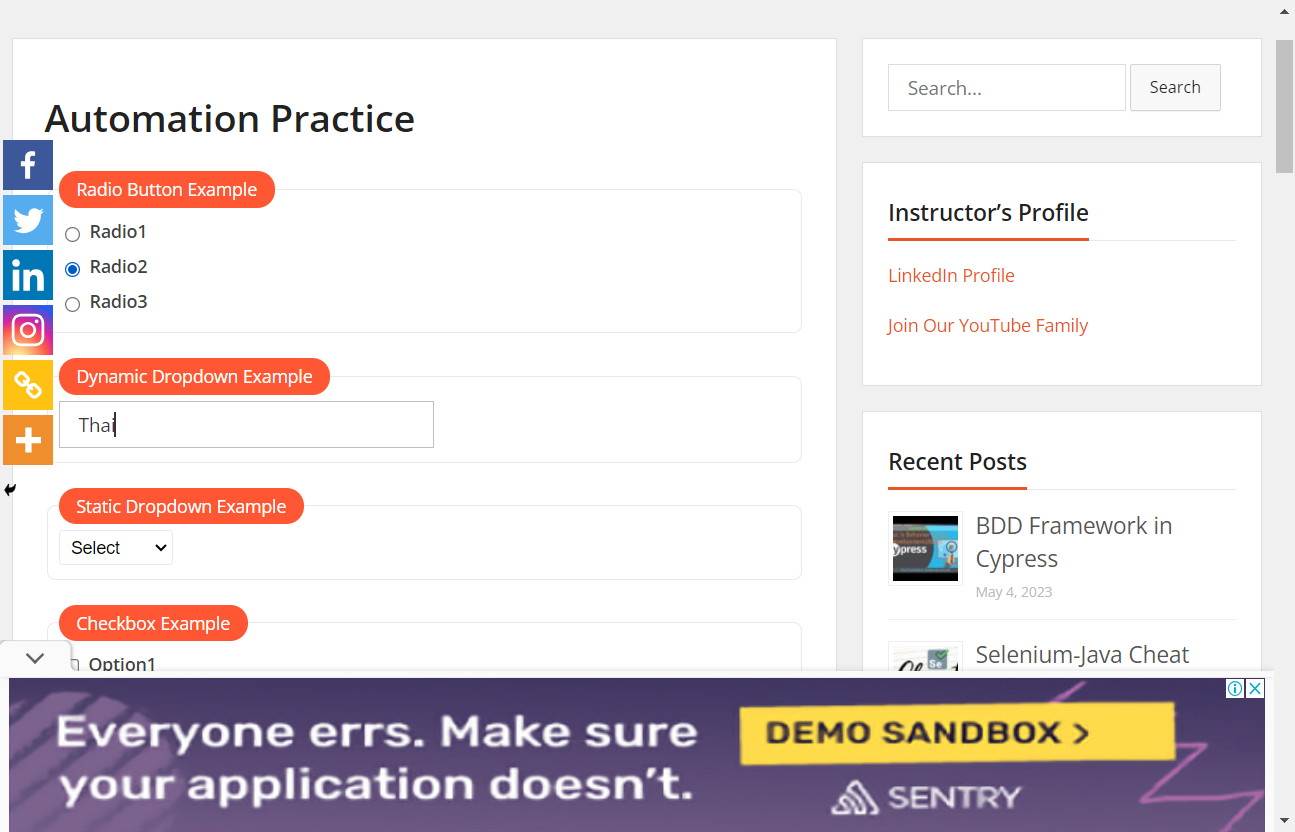 Automation Practice
Radio Button Example
Radio1
Radio2
Radio3
Dynamic Dropdown Example
Thai
Static Dropdown Example
Select
Checkbox Example
Option1
Search...
Search
Instructor’s Profile
LinkedIn Profile
Join Our YouTube Family
Recent Posts
BDD Framework in
Cypress
May 4, 2023
Selenium-Java Cheat
Everyone errs. Make sure
your application doesn’t.
DEMO SANDBOX >
SENTRY